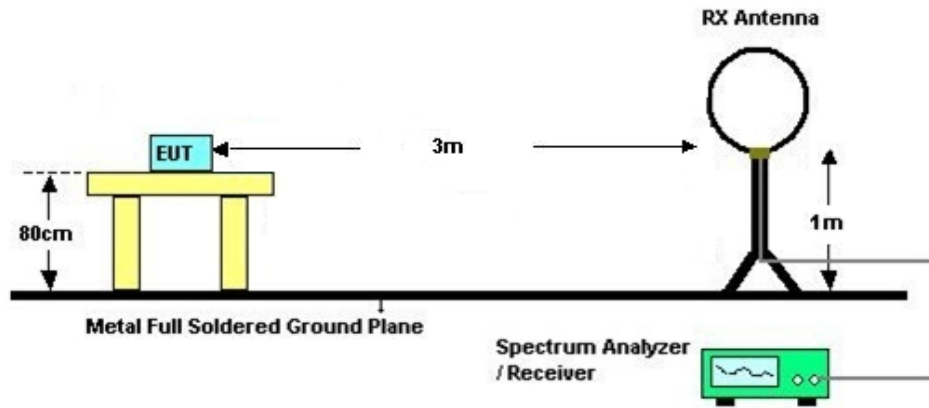 RX Antenna
3m
EUT
80cm
1m
Metal Full Soldered Ground Plane
Spectrum Analyzer
/ Receiver